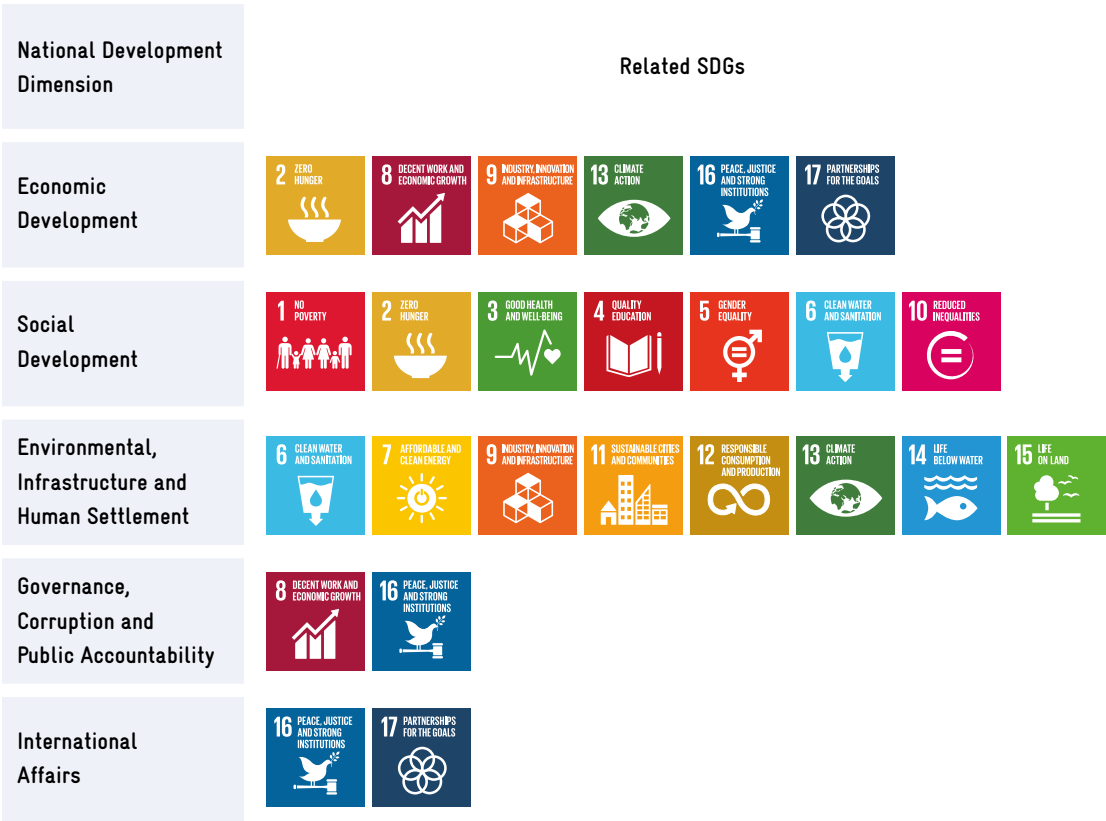 National Development
Dimension
Related SDGs
Economic
Development
2 ZERO
HUNGER
8 DECENT WORK AND
ECONOMIC GROWTH
9 INDUSTRY, INNOVATION
AND INFRASTRUCTURE
13 CLIMATE
ACTION
16 PEACE, JUSTICE
AND STRONG
INSTITUTIONS
17 PARTNERSHIPS
FOR THE GOALS
Social
Development
1 NO
POVERTY
2 ZERO
HUNGER
3 GOOD HEALTH
AND WELL-BEING
4 QUALITY
EDUCATION
5 GENDER
EQUALITY
6 CLEAN WATER
AND SANITATION
10 REDUCED
INEQUALITIES
Environmental,
Infrastructure and
Human Settlement
6 CLEAN WATER
AND SANITATION
7 AFFORDABLE AND
CLEAN ENERGY
9 INDUSTRY, INNOVATION
AND INFRASTRUCTURE
11 SUSTAINABLE CITIES
AND COMMUNITIES
12 RESPONSIBLE
CONSUMPTION
AND PRODUCTION
13 CLIMATE
ACTION
14 LIFE
BELOW WATER
15 LIFE
ON LAND
Governance,
Corruption and
Public Accountability
8 DECENT WORK AND
ECONOMIC GROWTH
16 PEACE, JUSTICE
AND STRONG
INSTITUTIONS
International
Affairs
16 PEACE, JUSTICE
AND STRONG
INSTITUTIONS
17 PARTNERSHIPS
FOR THE GOALS